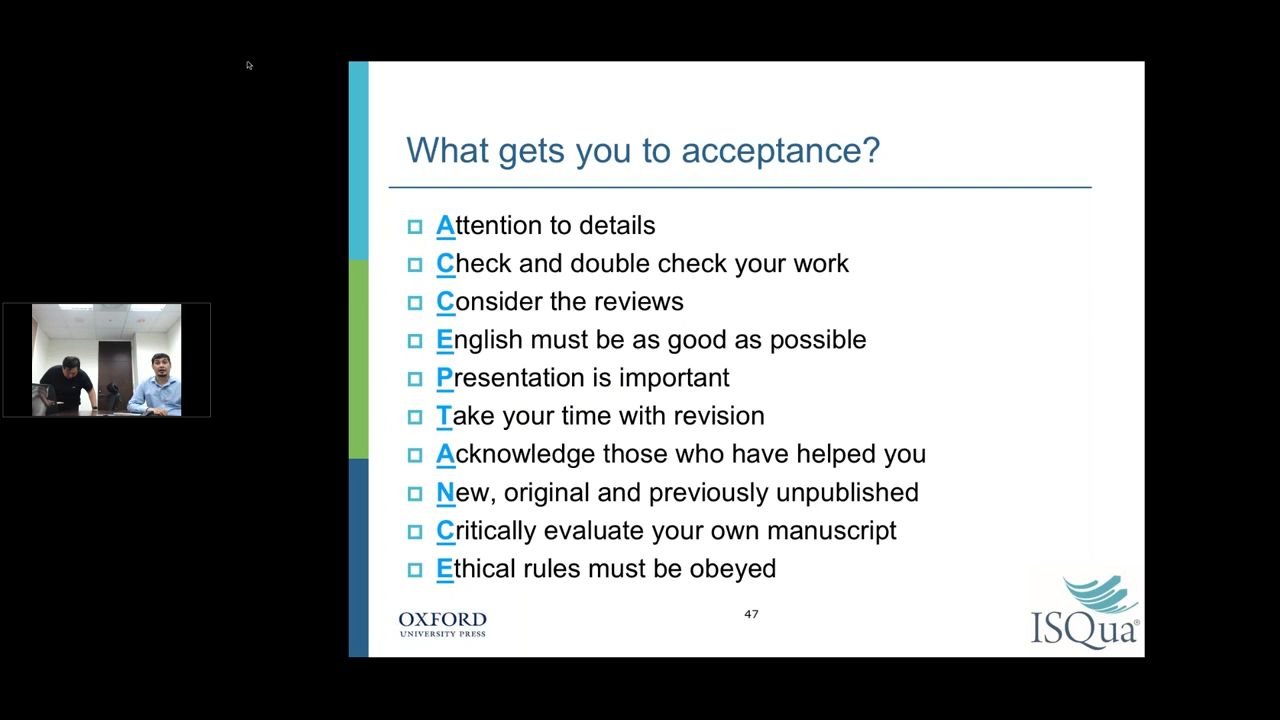 What gets you to acceptance?
Attention to details
Check and double check your work
Consider the reviews
English must be as good as possible
Presentation is important
Take your time with revision
Acknowledge those who have helped you
New, original and previously unpublished
Critically evaluate your own manuscript
Ethical rules must be obeyed
OXFORD
UNIVERSITY PRESS
47
ISQua®